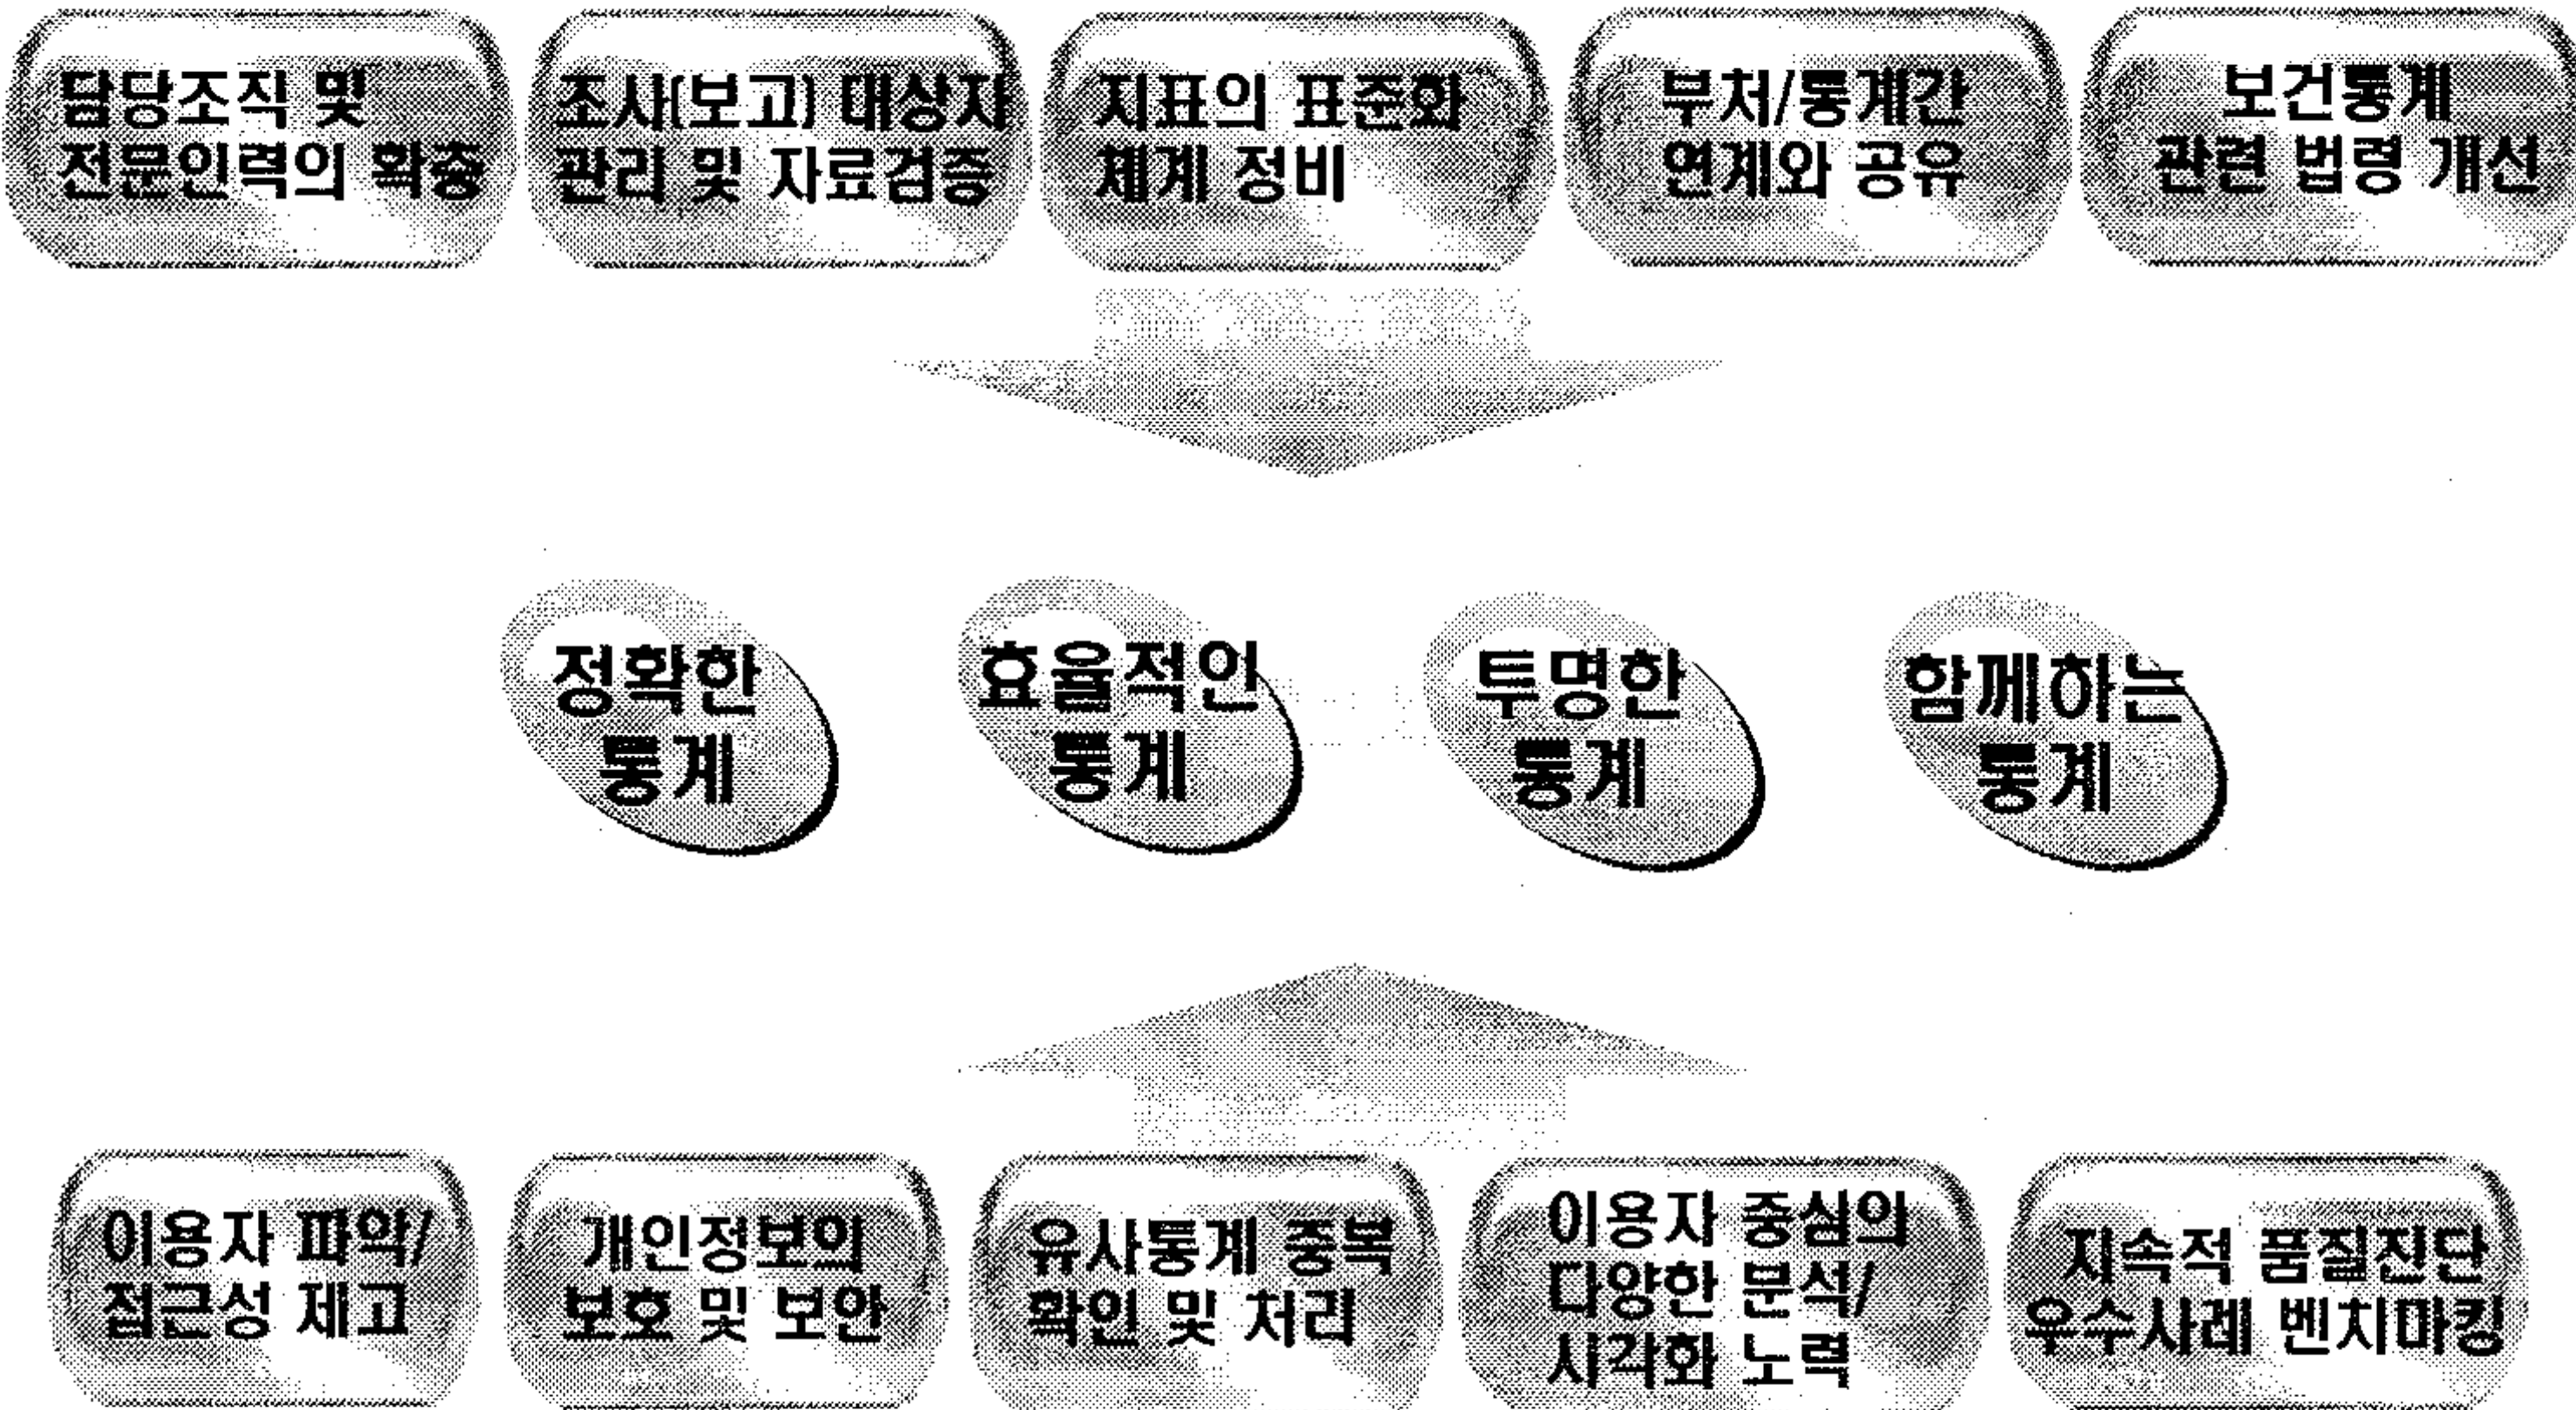 담당조직 및
전문인력의 확충
조사(보고) 대상자
관리 및 자료검증
지표의 표준화
체계 정비
부처/통계간
연계와 공유
보건통계
관련 법령 개선
정확한
통계
효율적인
통계
투명한
통계
함께하는
통계
이용자 파악/
접근성 제고
개인정보의
보호 및 보안
유사통계 중복
확인 및 처리
이용자 중심의
다양한 분석/
시각화 노력
지속적 품질진단
우수사례 벤치마킹